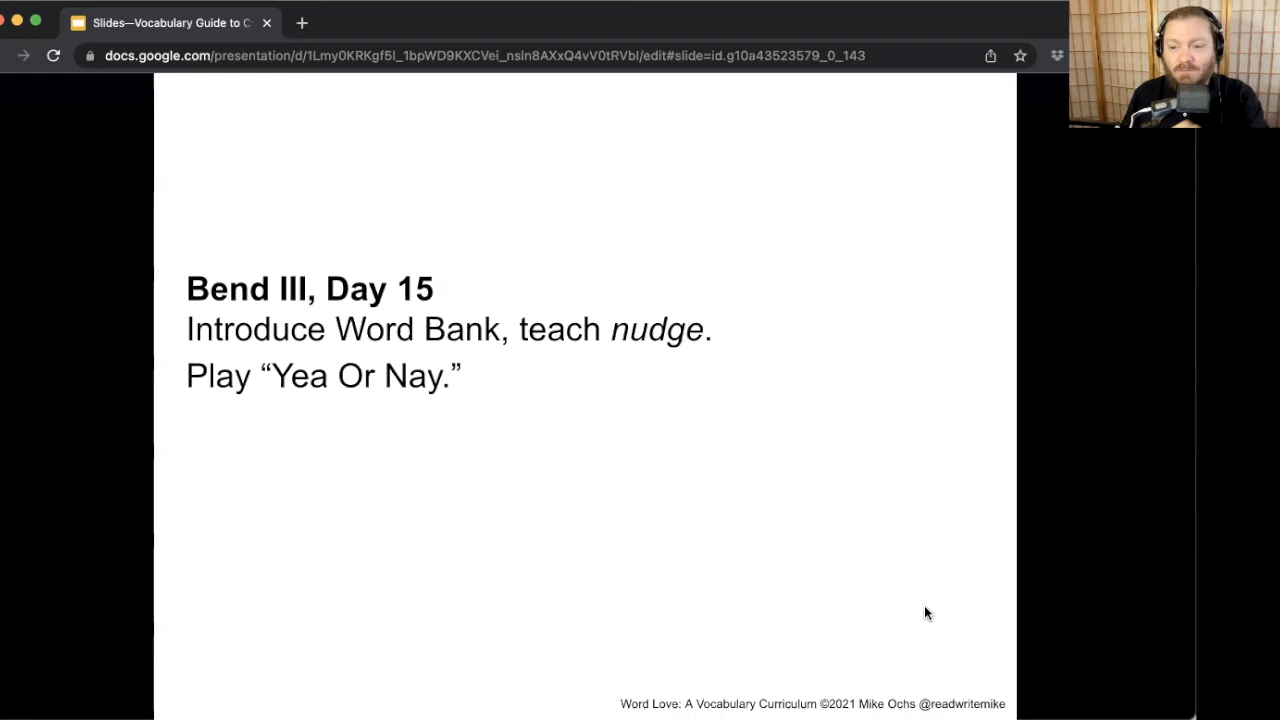 Slides—Vocabulary Guide to C
docs.google.com/presentation/d/1Lmy0KRKgf5I_1bpWD9KXCVei_nsIn8AXxQ4vV0tRVbI/edit#slide=id.g10a43523579_0_143
Bend III, Day 15
Introduce Word Bank, teach nudge.
Play “Yea Or Nay.”
Word Love: A Vocabulary Curriculum ©2021 Mike Ochs @readwritemike